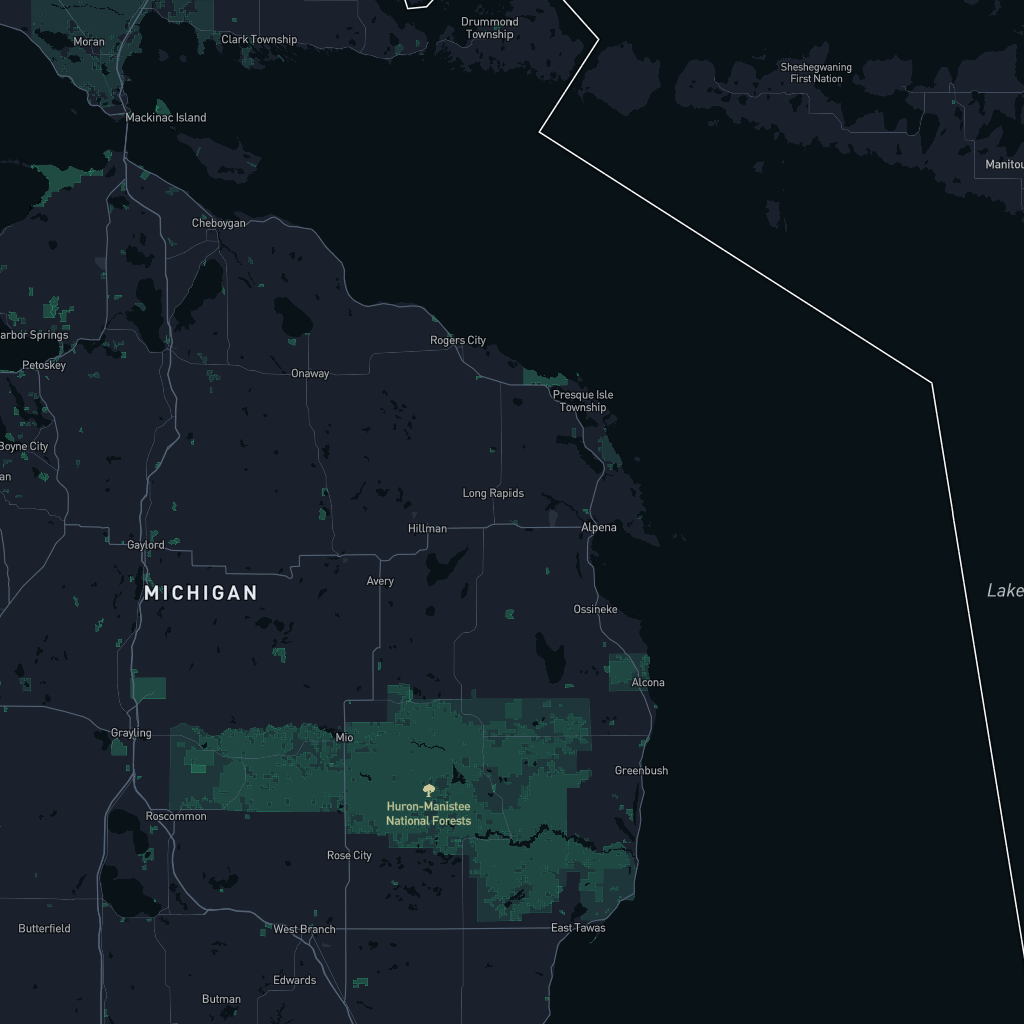 Drummond
Township
Moran
Clark Township
Sheshegwaning
First Nation
Mackinac Island
Manitou
Cheboygan
arbor Springs
Rogers City
Petoskey
Onaway
Presque Isle
Township
Boyne City
an
Long Rapids
Hillman
Alpena
Gaylord
Avery
MICHIGAN
Lake
Ossineke
Alcona
Grayling
Mio
Greenbush
Huron-Manistee
National Forests
Roscommon
Rose City
Butterfield
West Branch
East Tawas
Edwards
Butman